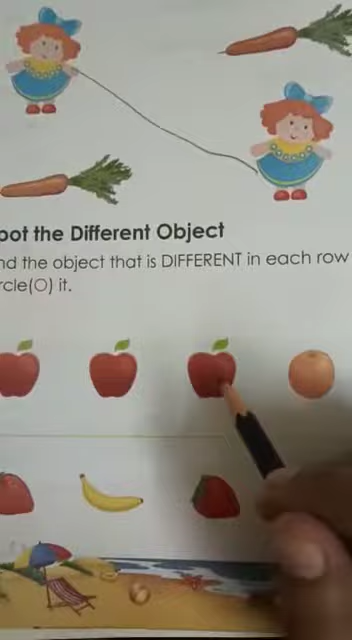 pot the Different Object
nd the object that is DIFFERENT in each row
rcle(O) it.